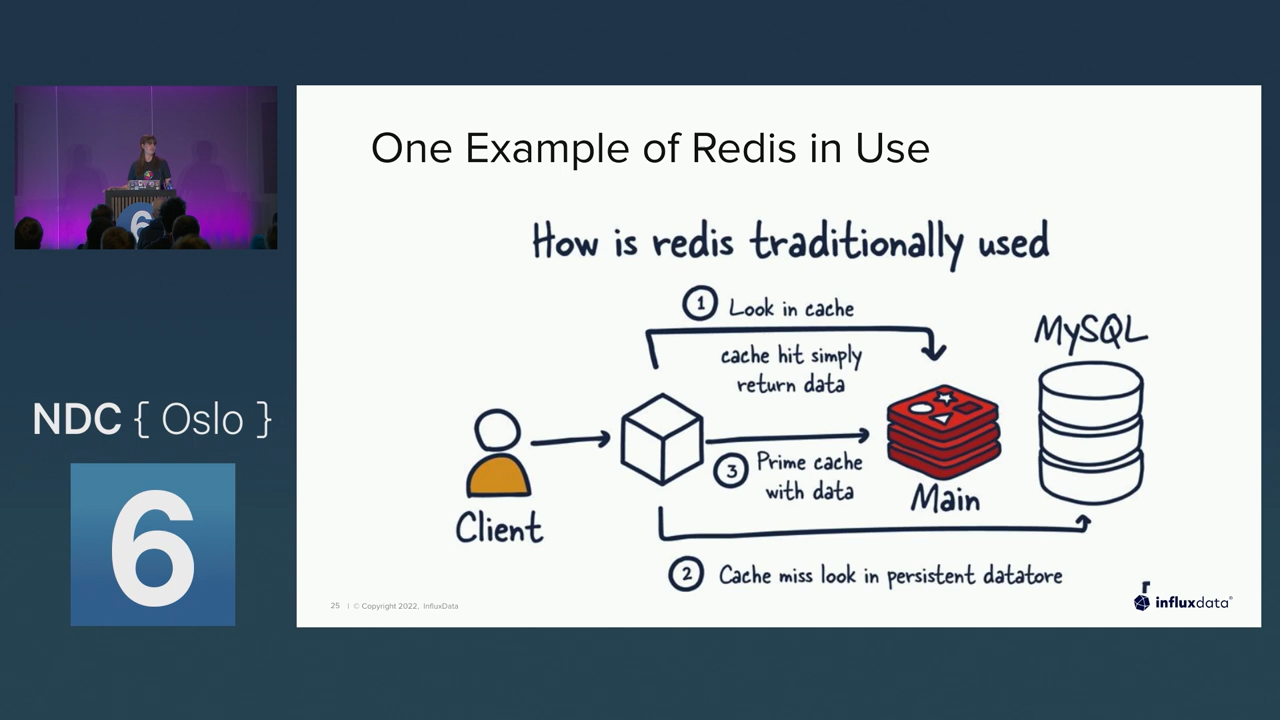 One Example of Redis in Use
How is redis traditionally used
1 Look in cache
cache hit simply
return data
MySQL
3 Prime cache
with data
Main
Client
2 Cache miss look in persistent datatore
25 | © Copyright 2022, InfluxData
influxdata®
NDC { Oslo }
6
6